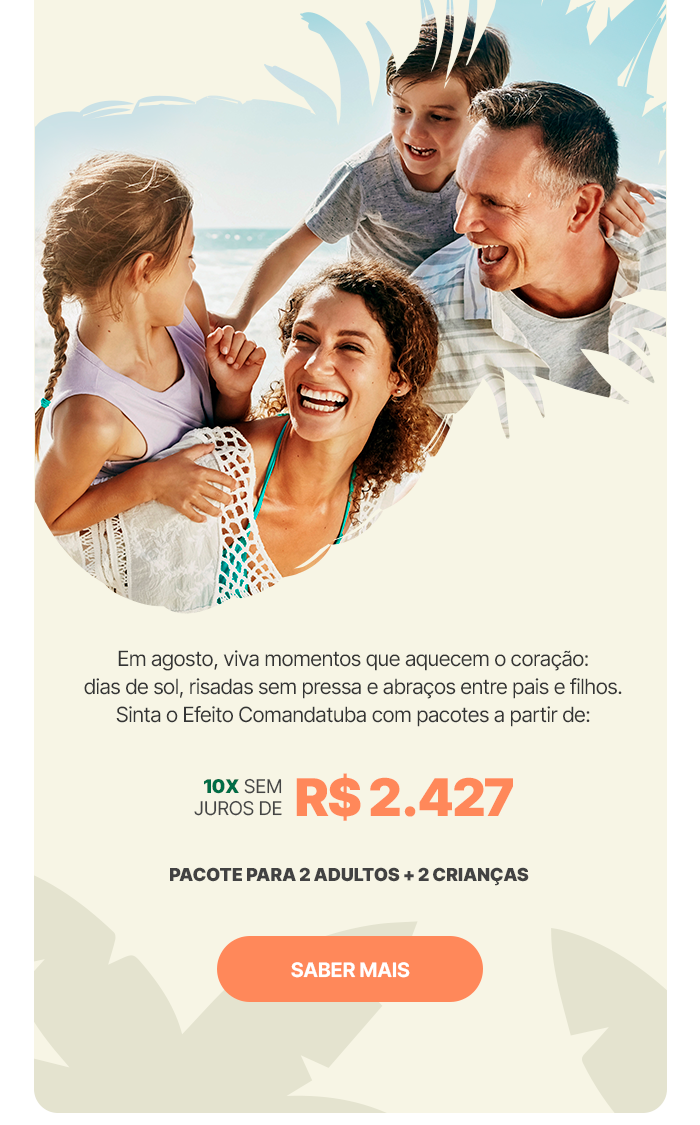 Em agosto, viva momentos que aquecem o coração:
dias de sol, risadas sem pressa e abraços entre pais e filhos.
Sinta o Efeito Comandatuba com pacotes a partir de:
10X SEM
JUROS DE
R$ 2.427
PACOTE PARA 2 ADULTOS + 2 CRIANÇAS
SABER MAIS